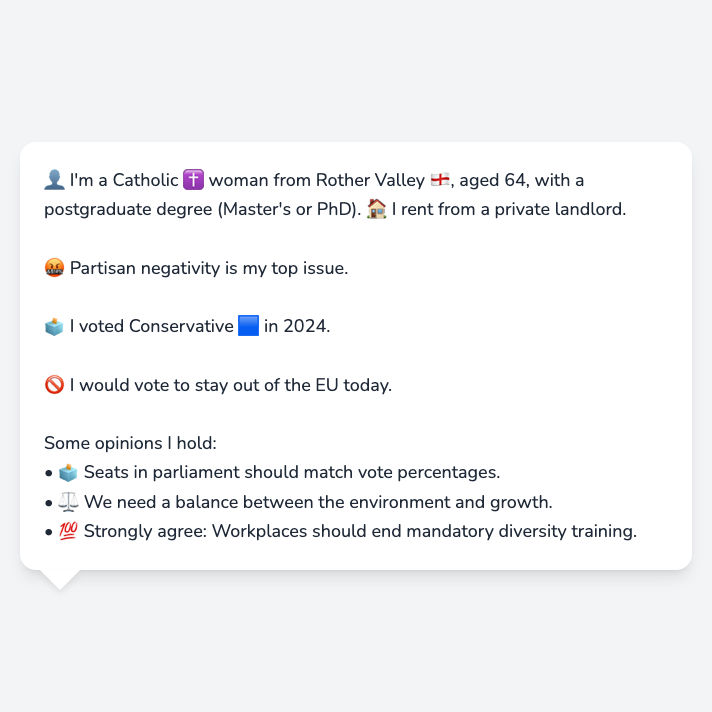 👤 I'm a Catholic ✝️ woman from Rother Valley 🏴󠁧󠁢󠁥󠁮󠁧󠁿, aged 64, with a
postgraduate degree (Master's or PhD). 🏠 I rent from a private landlord.
🤬 Partisan negativity is my top issue.
🗳️ I voted Conservative 🟦 in 2024.
🚫 I would vote to stay out of the EU today.
Some opinions I hold:
• 🗳️ Seats in parliament should match vote percentages.
• ⚖️ We need a balance between the environment and growth.
• 💯 Strongly agree: Workplaces should end mandatory diversity training.